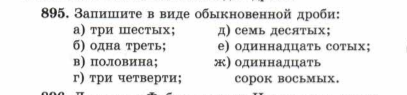 895. Запишите в виде обыкновенной дроби:
а) три шестых; д) семь десятых;
б) одна треть; е) одиннадцать сотых;
в) половина; ж) одиннадцать
г) три четверти; сорок восьмых.